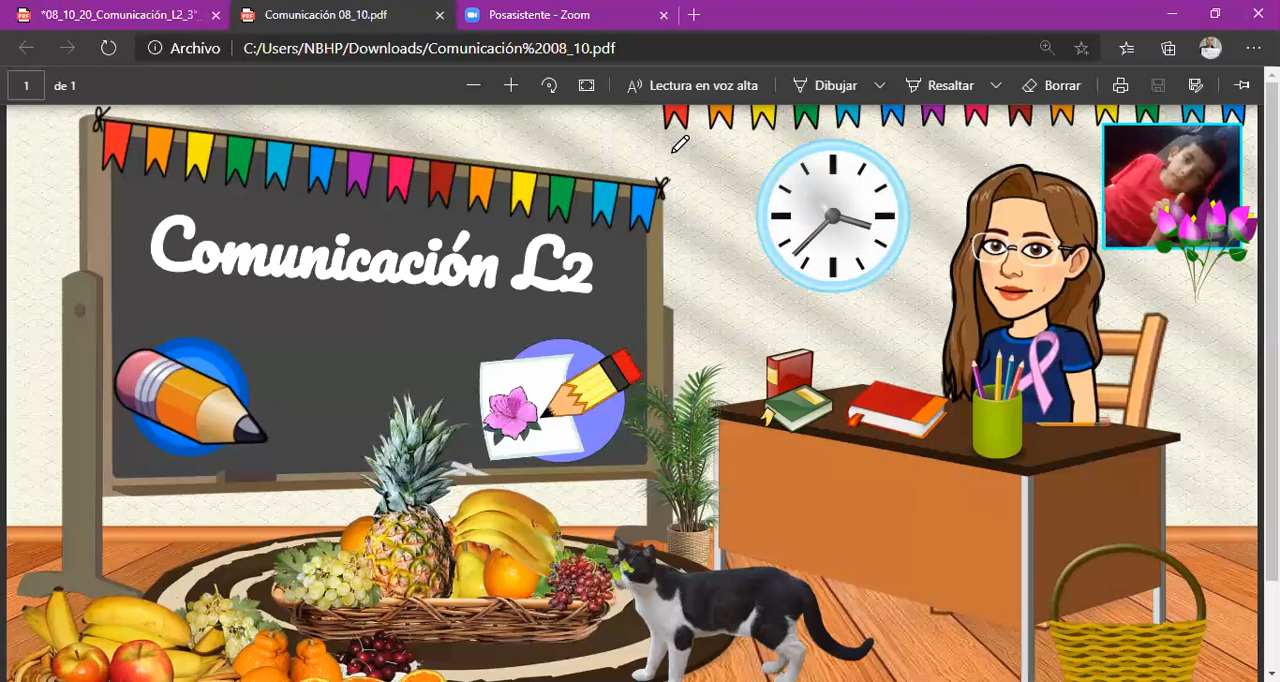 *08_10_20_Comunicación_L2_3°
Comunicación 08_10.pdf
Posasistente - Zoom
Archivo
C:/Users/NBHP/Downloads/Comunicación%2008_10.pdf
1 de 1
Lectura en voz alta
Dibujar
Resaltar
Borrar
Comunicación L2